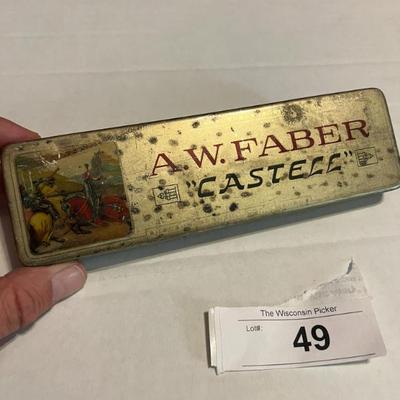 A.W. FABER
"CASTELL"
The Wisconsin Picker
Lot#:
49